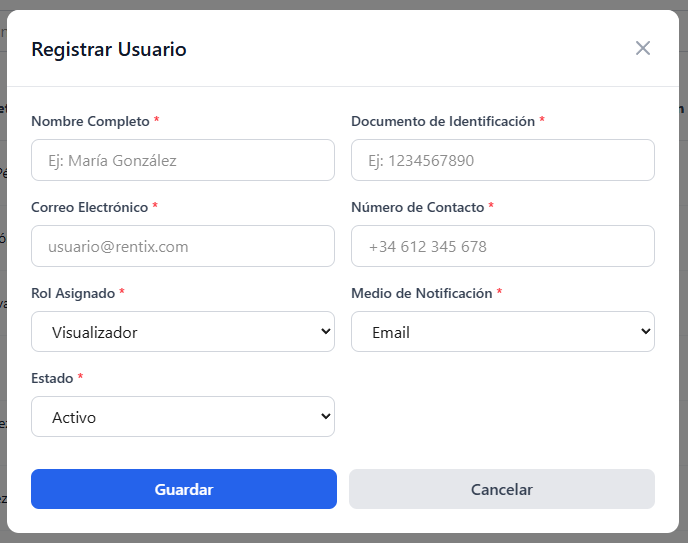 Registrar Usuario
Nombre Completo *
Documento de Identificación *
Ej: María González
Ej: 1234567890
Correo Electrónico *
Número de Contacto *
usuario@rentix.com
+34 612 345 678
Rol Asignado *
Medio de Notificación *
Visualizador
Email
Estado *
Activo
Guardar
Cancelar